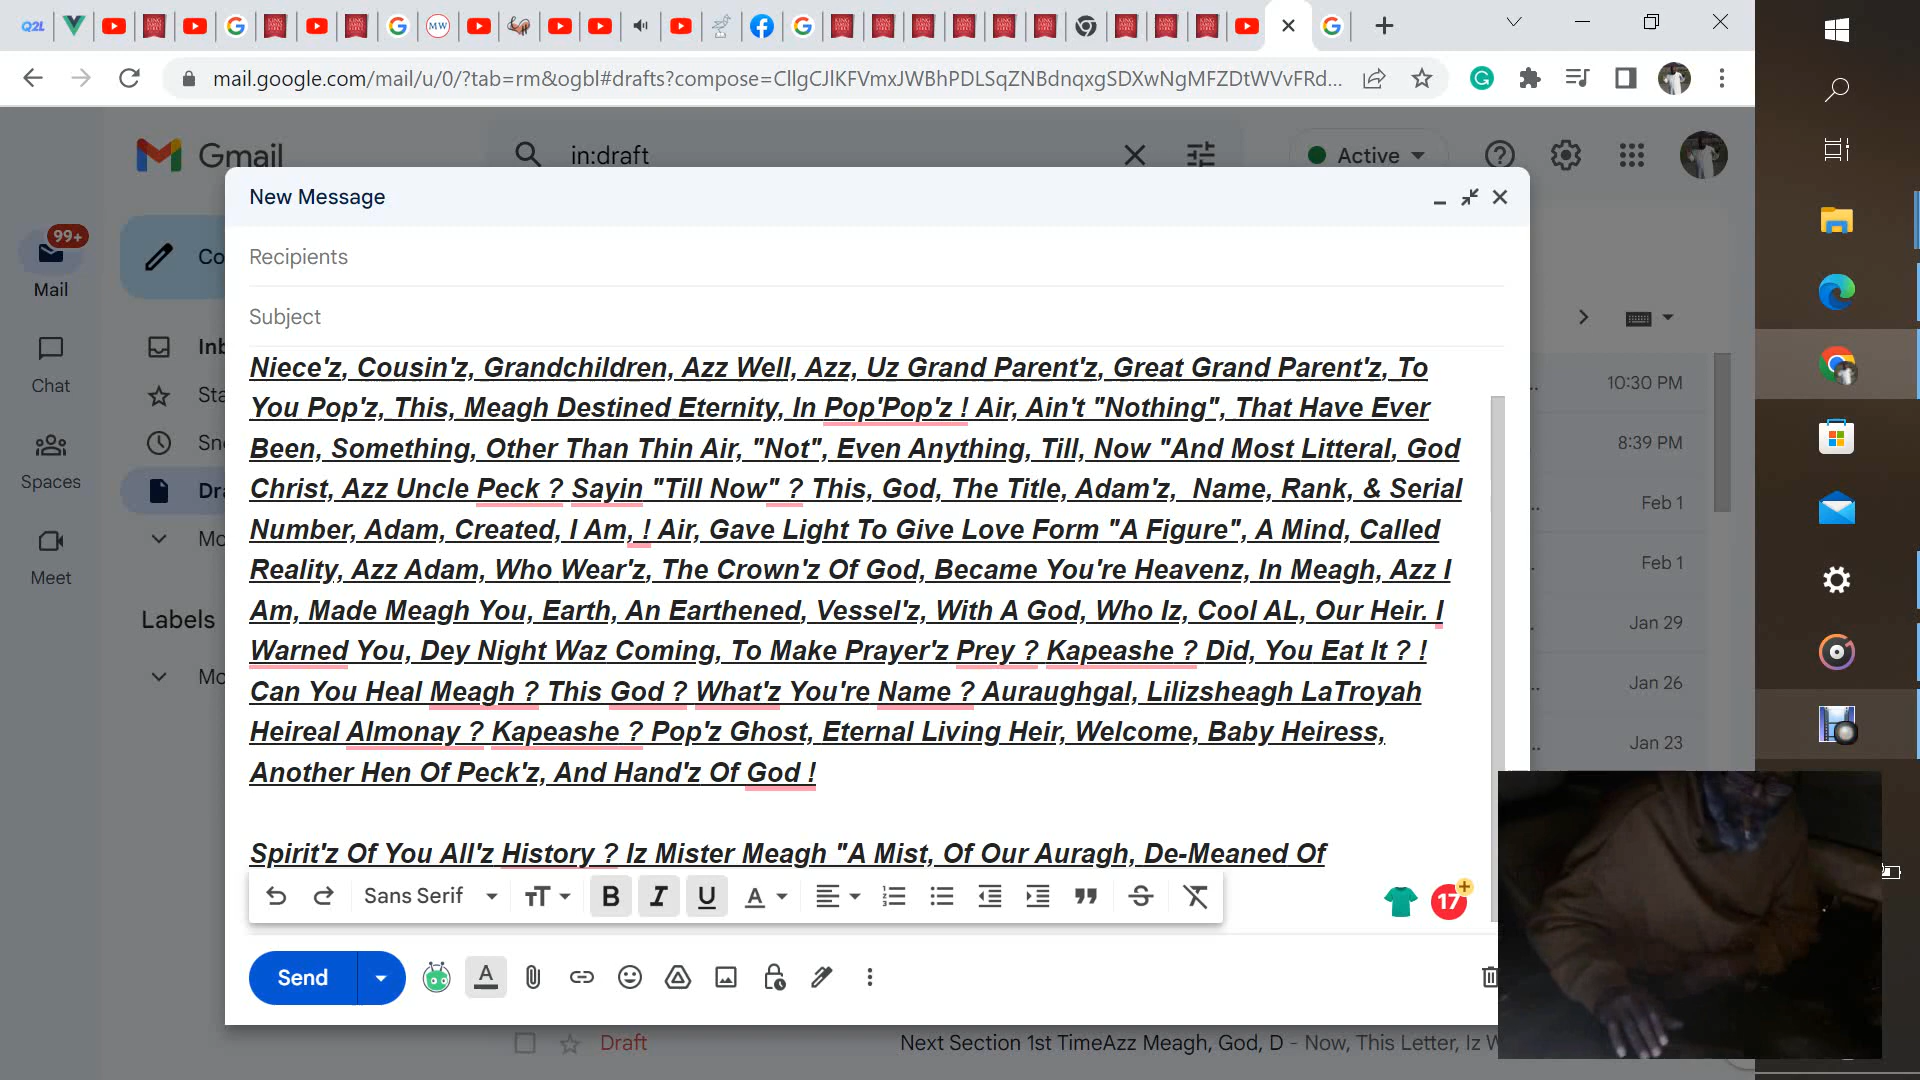 Q2L
MW
mail.google.com/mail/u/0/?tab=rm&ogbl#drafts?compose=CllgCJlKFVmxJWBhPDLSqZNBdnqxgSDXwNgMFZDtWVvFRd...
Gmail
in:draft
Active
New Message
Recipients
Subject
99+
Mail
Chat
Spaces
Meet
Co
Inb
Sta
Sno
Dra
Mo
Labels
Mo
10:30 PM
8:39 PM
Feb 1
Feb 1
Jan 29
Jan 26
Jan 23
Niece'z, Cousin'z, Grandchildren, Azz Well, Azz, Uz Grand Parent'z, Great Grand Parent'z, To
You Pop'z, This, Meagh Destined Eternity, In Pop'Pop'z ! Air, Ain't "Nothing", That Have Ever
Been, Something, Other Than Thin Air, "Not", Even Anything, Till, Now "And Most Litteral, God
Christ, Azz Uncle Peck ? Sayin "Till Now" ? This, God, The Title, Adam'z,  Name, Rank, & Serial
Number, Adam, Created, I Am, ! Air, Gave Light To Give Love Form "A Figure", A Mind, Called
Reality, Azz Adam, Who Wear'z, The Crown'z Of God, Became You're Heavenz, In Meagh, Azz I
Am, Made Meagh You, Earth, An Earthened, Vessel'z, With A God, Who Iz, Cool AL, Our Heir. I
Warned You, Dey Night Waz Coming, To Make Prayer'z Prey ? Kapeashe ? Did, You Eat It ? !
Can You Heal Meagh ? This God ? What'z You're Name ? Auraughgal, Lilizsheagh LaTroyah
Heireal Almonay ? Kapeashe ? Pop'z Ghost, Eternal Living Heir, Welcome, Baby Heiress,
Another Hen Of Peck'z, And Hand'z Of God !
Spirit'z Of You All'z History ? Iz Mister Meagh "A Mist, Of Our Auragh, De-Meaned Of
Sans Serif
B I U A
17
Send
Draft
Next Section 1st TimeAzz Meagh, God, D - Now, This Letter, Iz W